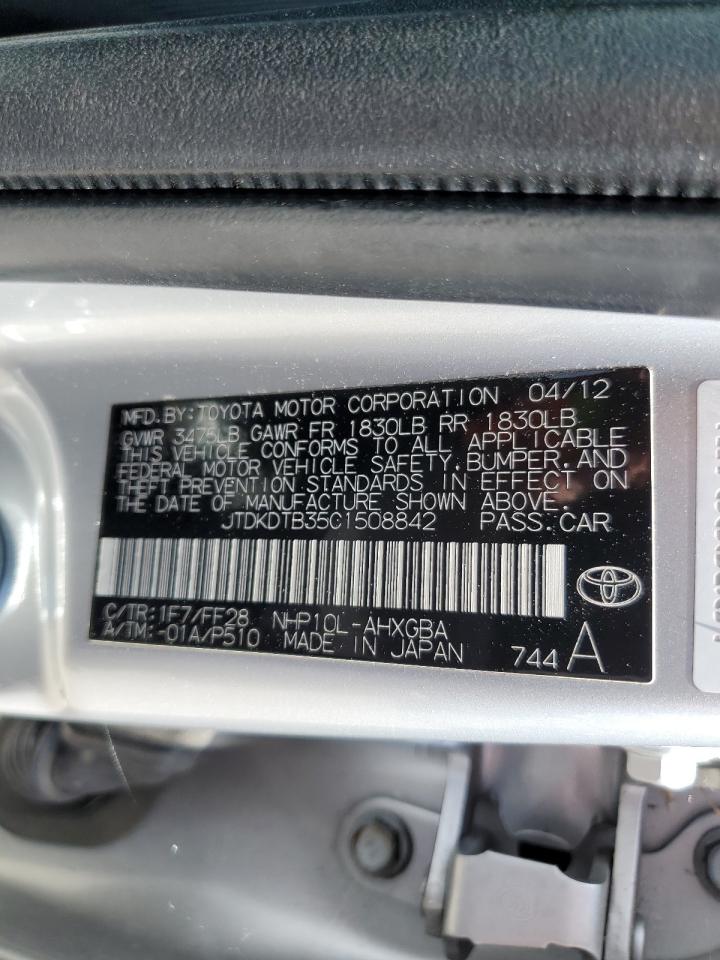 MFD. BY: TOYOTA MOTOR CORPORATION 04/12
GVWR 3475LB GAWR FR 1830LB RR 1830LB
THIS VEHICLE CONFORMS TO ALL APPLICABLE
FEDERAL MOTOR VEHICLE SAFETY, BUMPER, AND
THEFT PREVENTION STANDARDS IN EFFECT ON
THE DATE OF MANUFACTURE SHOWN ABOVE.
JTDKDTB35C1508842 PASS. CAR
C/TR: 1F7/FF28 NHP10L-AHXGBA
A/TM: -01A/P510 MADE IN JAPAN 744 A